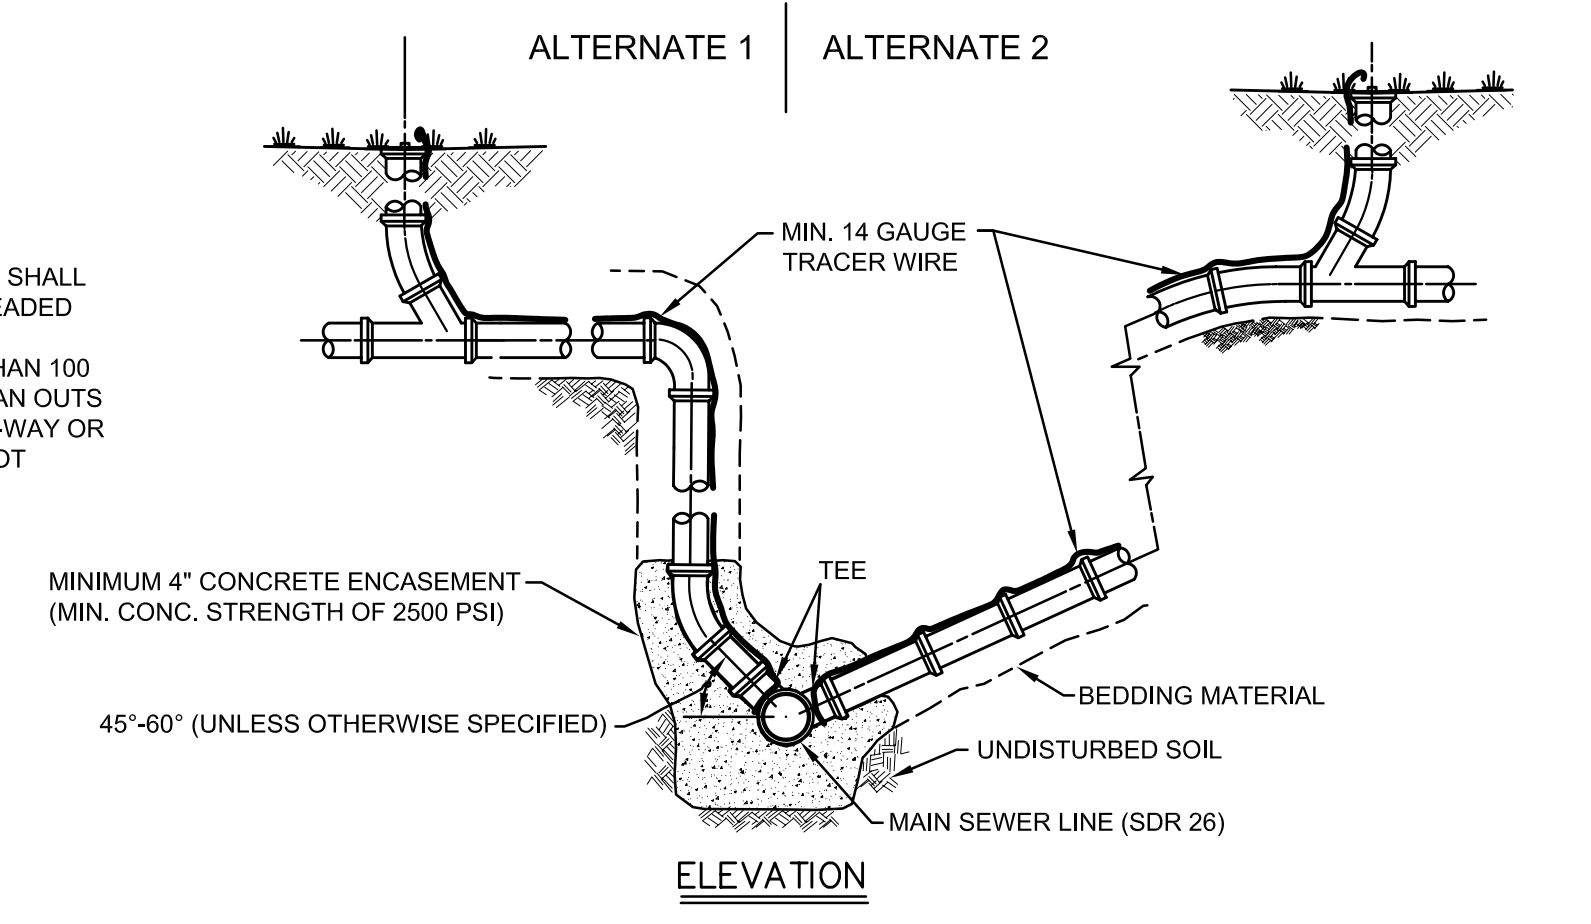 ALTERNATE 1
ALTERNATE 2
SHALL
EADED
HAN 100
AN OUTS
-WAY OR
OT
MIN. 14 GAUGE
TRACER WIRE
MINIMUM 4" CONCRETE ENCASEMENT
(MIN. CONC. STRENGTH OF 2500 PSI)
TEE
45°-60° (UNLESS OTHERWISE SPECIFIED)
BEDDING MATERIAL
UNDISTURBED SOIL
MAIN SEWER LINE (SDR 26)
ELEVATION